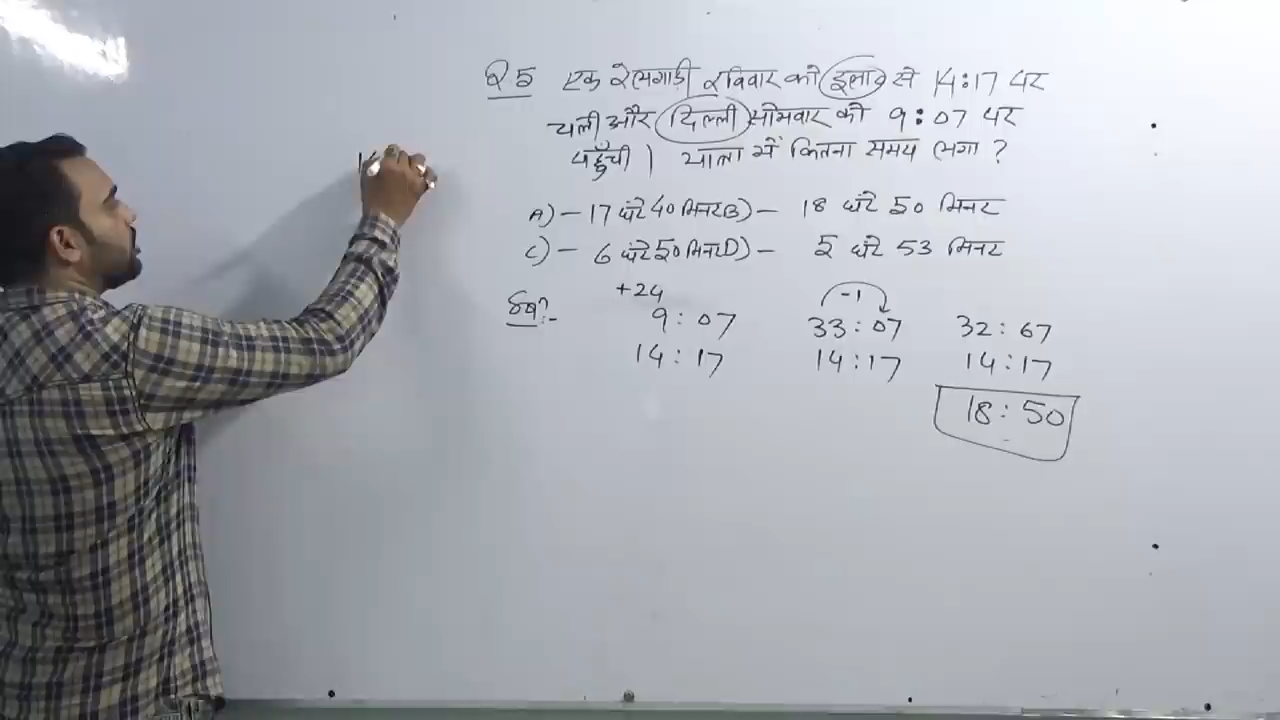 Q 5 एक रेलगाड़ी रविवार को इलाo से 14:17 पर
चली और दिल्ली सोमवार को 9:07 पर
पहुँची । यात्रा में कितना समय लगा ?
A) – 17 घंटे 40 मिनट B) – 18 घंटे 50 मिनट
C) – 6 घंटे 50 मिनट D) – 5 घंटे 53 मिनट
हल:-
+24
9 : 07
14 : 17
-1
33 : 07
14 : 17
32 : 67
14 : 17
18 : 50